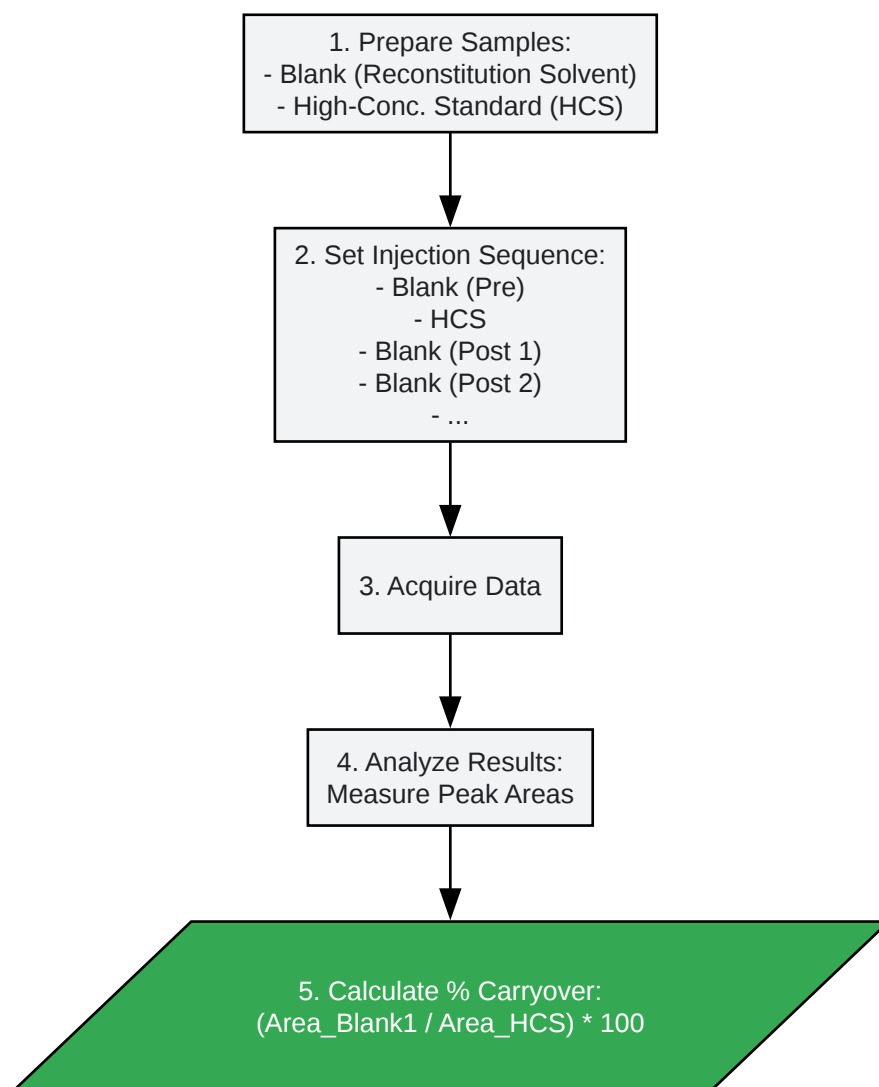 1. Prepare Samples:
- Blank (Reconstitution Solvent)
- High-Conc. Standard (HCS)
2. Set Injection Sequence:
- Blank (Pre)
- HCS
- Blank (Post 1)
- Blank (Post 2)
- ...
3. Acquire Data
4. Analyze Results:
Measure Peak Areas
5. Calculate % Carryover:
(Area_Blank1 / Area_HCS) * 100